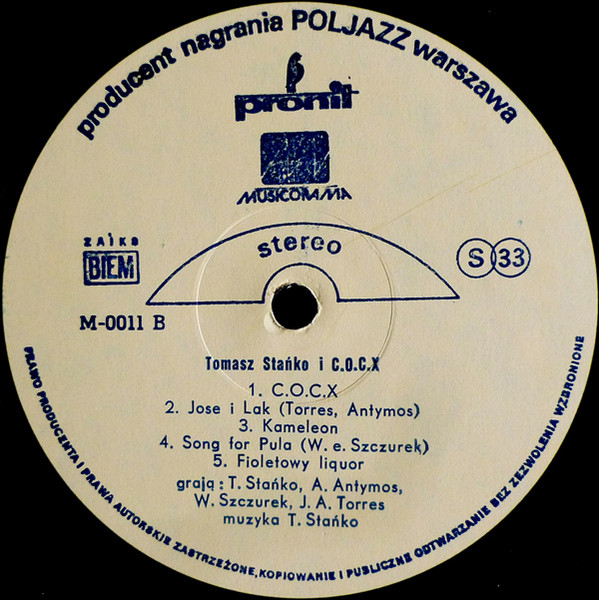 producent nagrania POLJAZZ warszawa
pronit
MUSICORAMA
stereo
ZAiKS
BIEM
S 33
M-0011 B
Tomasz Stańko i C.O.C.X
1. C.O.C.X
2. Jose i Lak (Torres, Antymos)
3. Kameleon
4. Song for Pula (W. e. Szczurek)
5. Fioletowy liquor
grają: T. Stańko, A. Antymos,
W. Szczurek, J. A. Torres
muzyka T. Stańko
PRAWO PRODUCENTA I PRAWA AUTORSKIE ZASTRZEŻONE, KOPIOWANIE I PUBLICZNE ODTWARZANIE BEZ ZEZWOLENIA WZBRONIONE